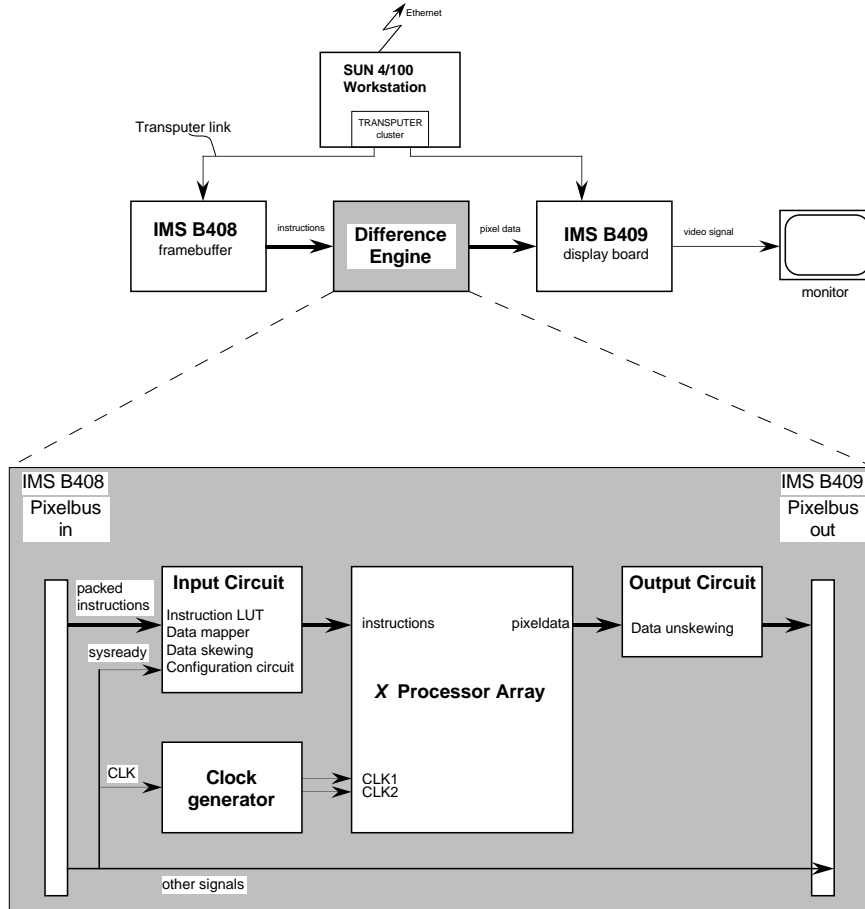 Ethernet
SUN 4/100
Workstation
TRANSPUTER
cluster
Transputer link
IMS B408
framebuffer
instructions
Difference
Engine
pixel data
IMS B409
display board
video signal
monitor
IMS B408
Pixelbus
in
IMS B409
Pixelbus
out
packed
instructions
sysready
Input Circuit
Instruction LUT
Data mapper
Data skewing
Configuration circuit
instructions
pixeldata
X Processor Array
Output Circuit
Data unskewing
CLK
Clock
generator
CLK1
CLK2
other signals